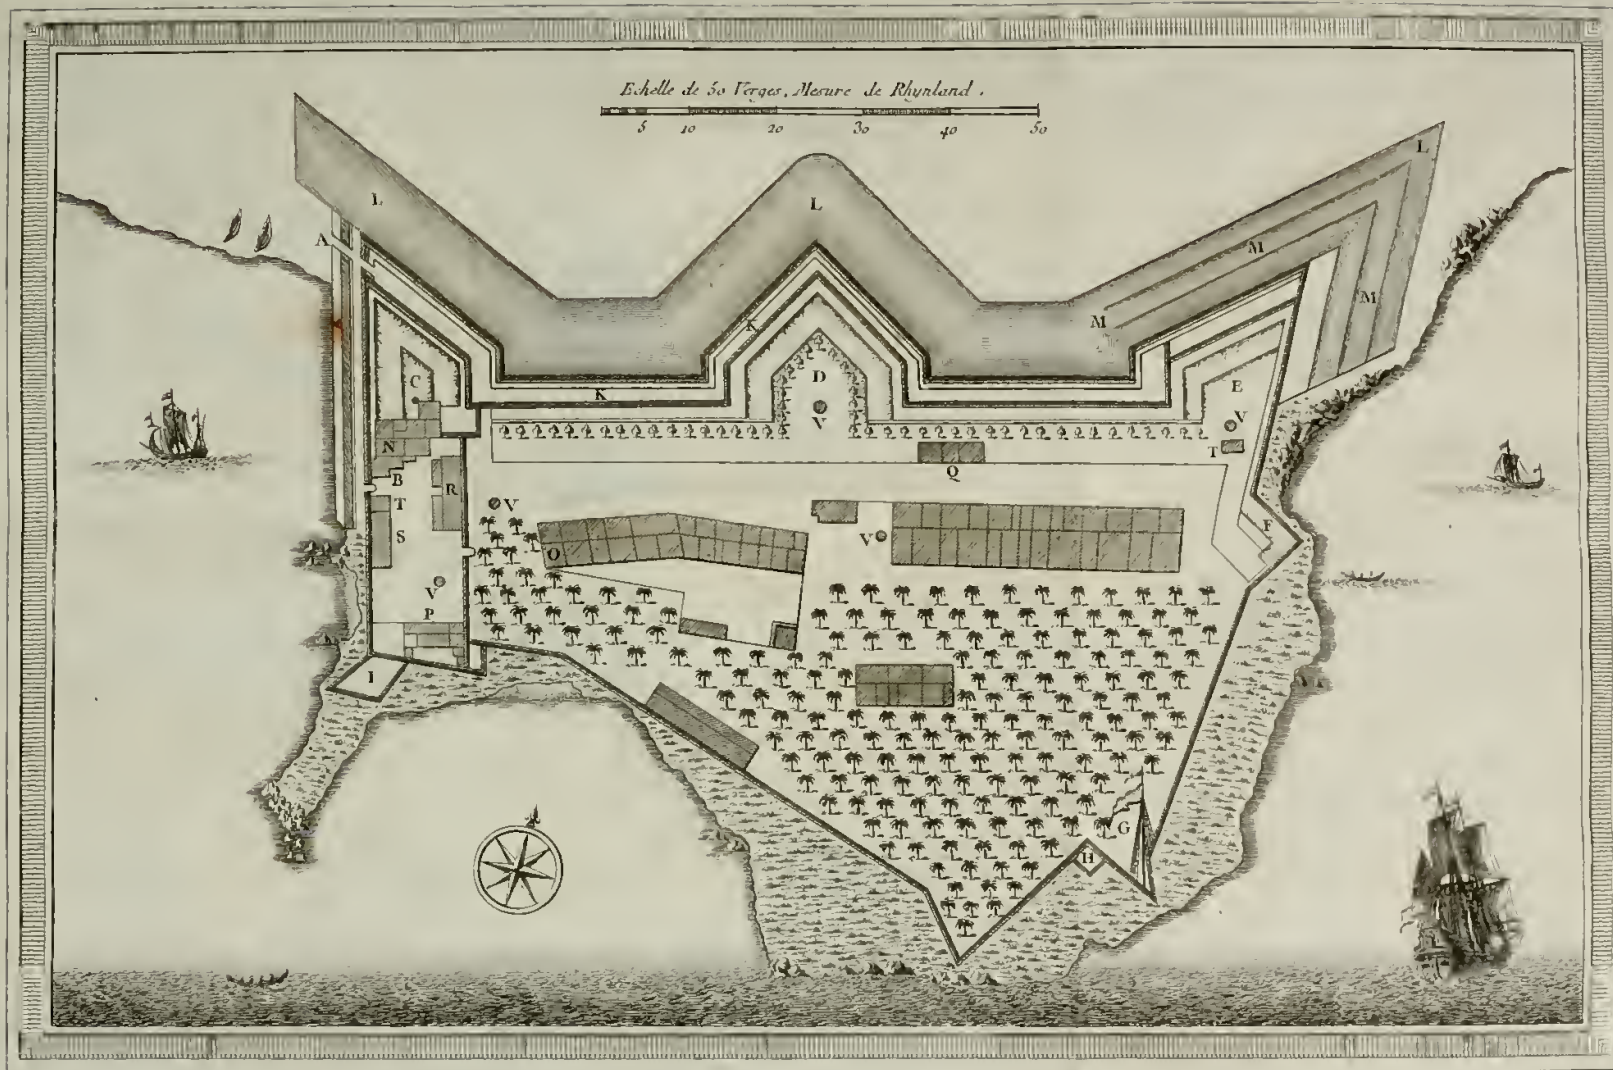 Echelle de 50 Verges, Mesure de Rhynland.
5 10 20 30 40 50
L
L
L
A
M
M
M
K
K
C
D
E
V
V
N
T
Q
B
R
T
V
F
S
V
O
V
P
I
G
H